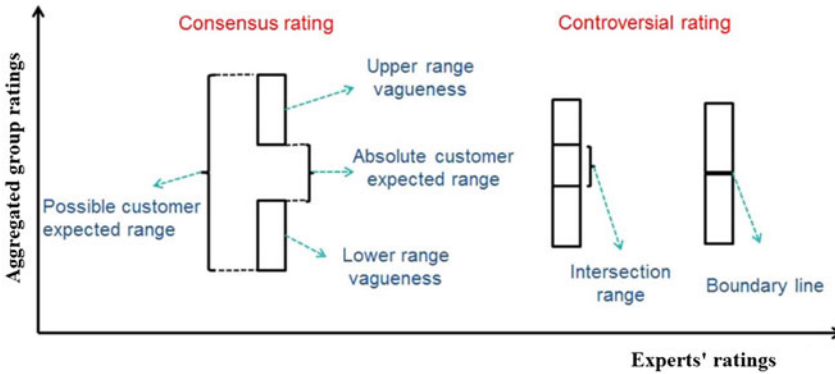 Consensus rating
Controversial rating
Aggregated group ratings
Upper range
vagueness
Absolute customer
expected range
Possible customer
expected range
Lower range
vagueness
Intersection
range
Boundary line
Experts' ratings